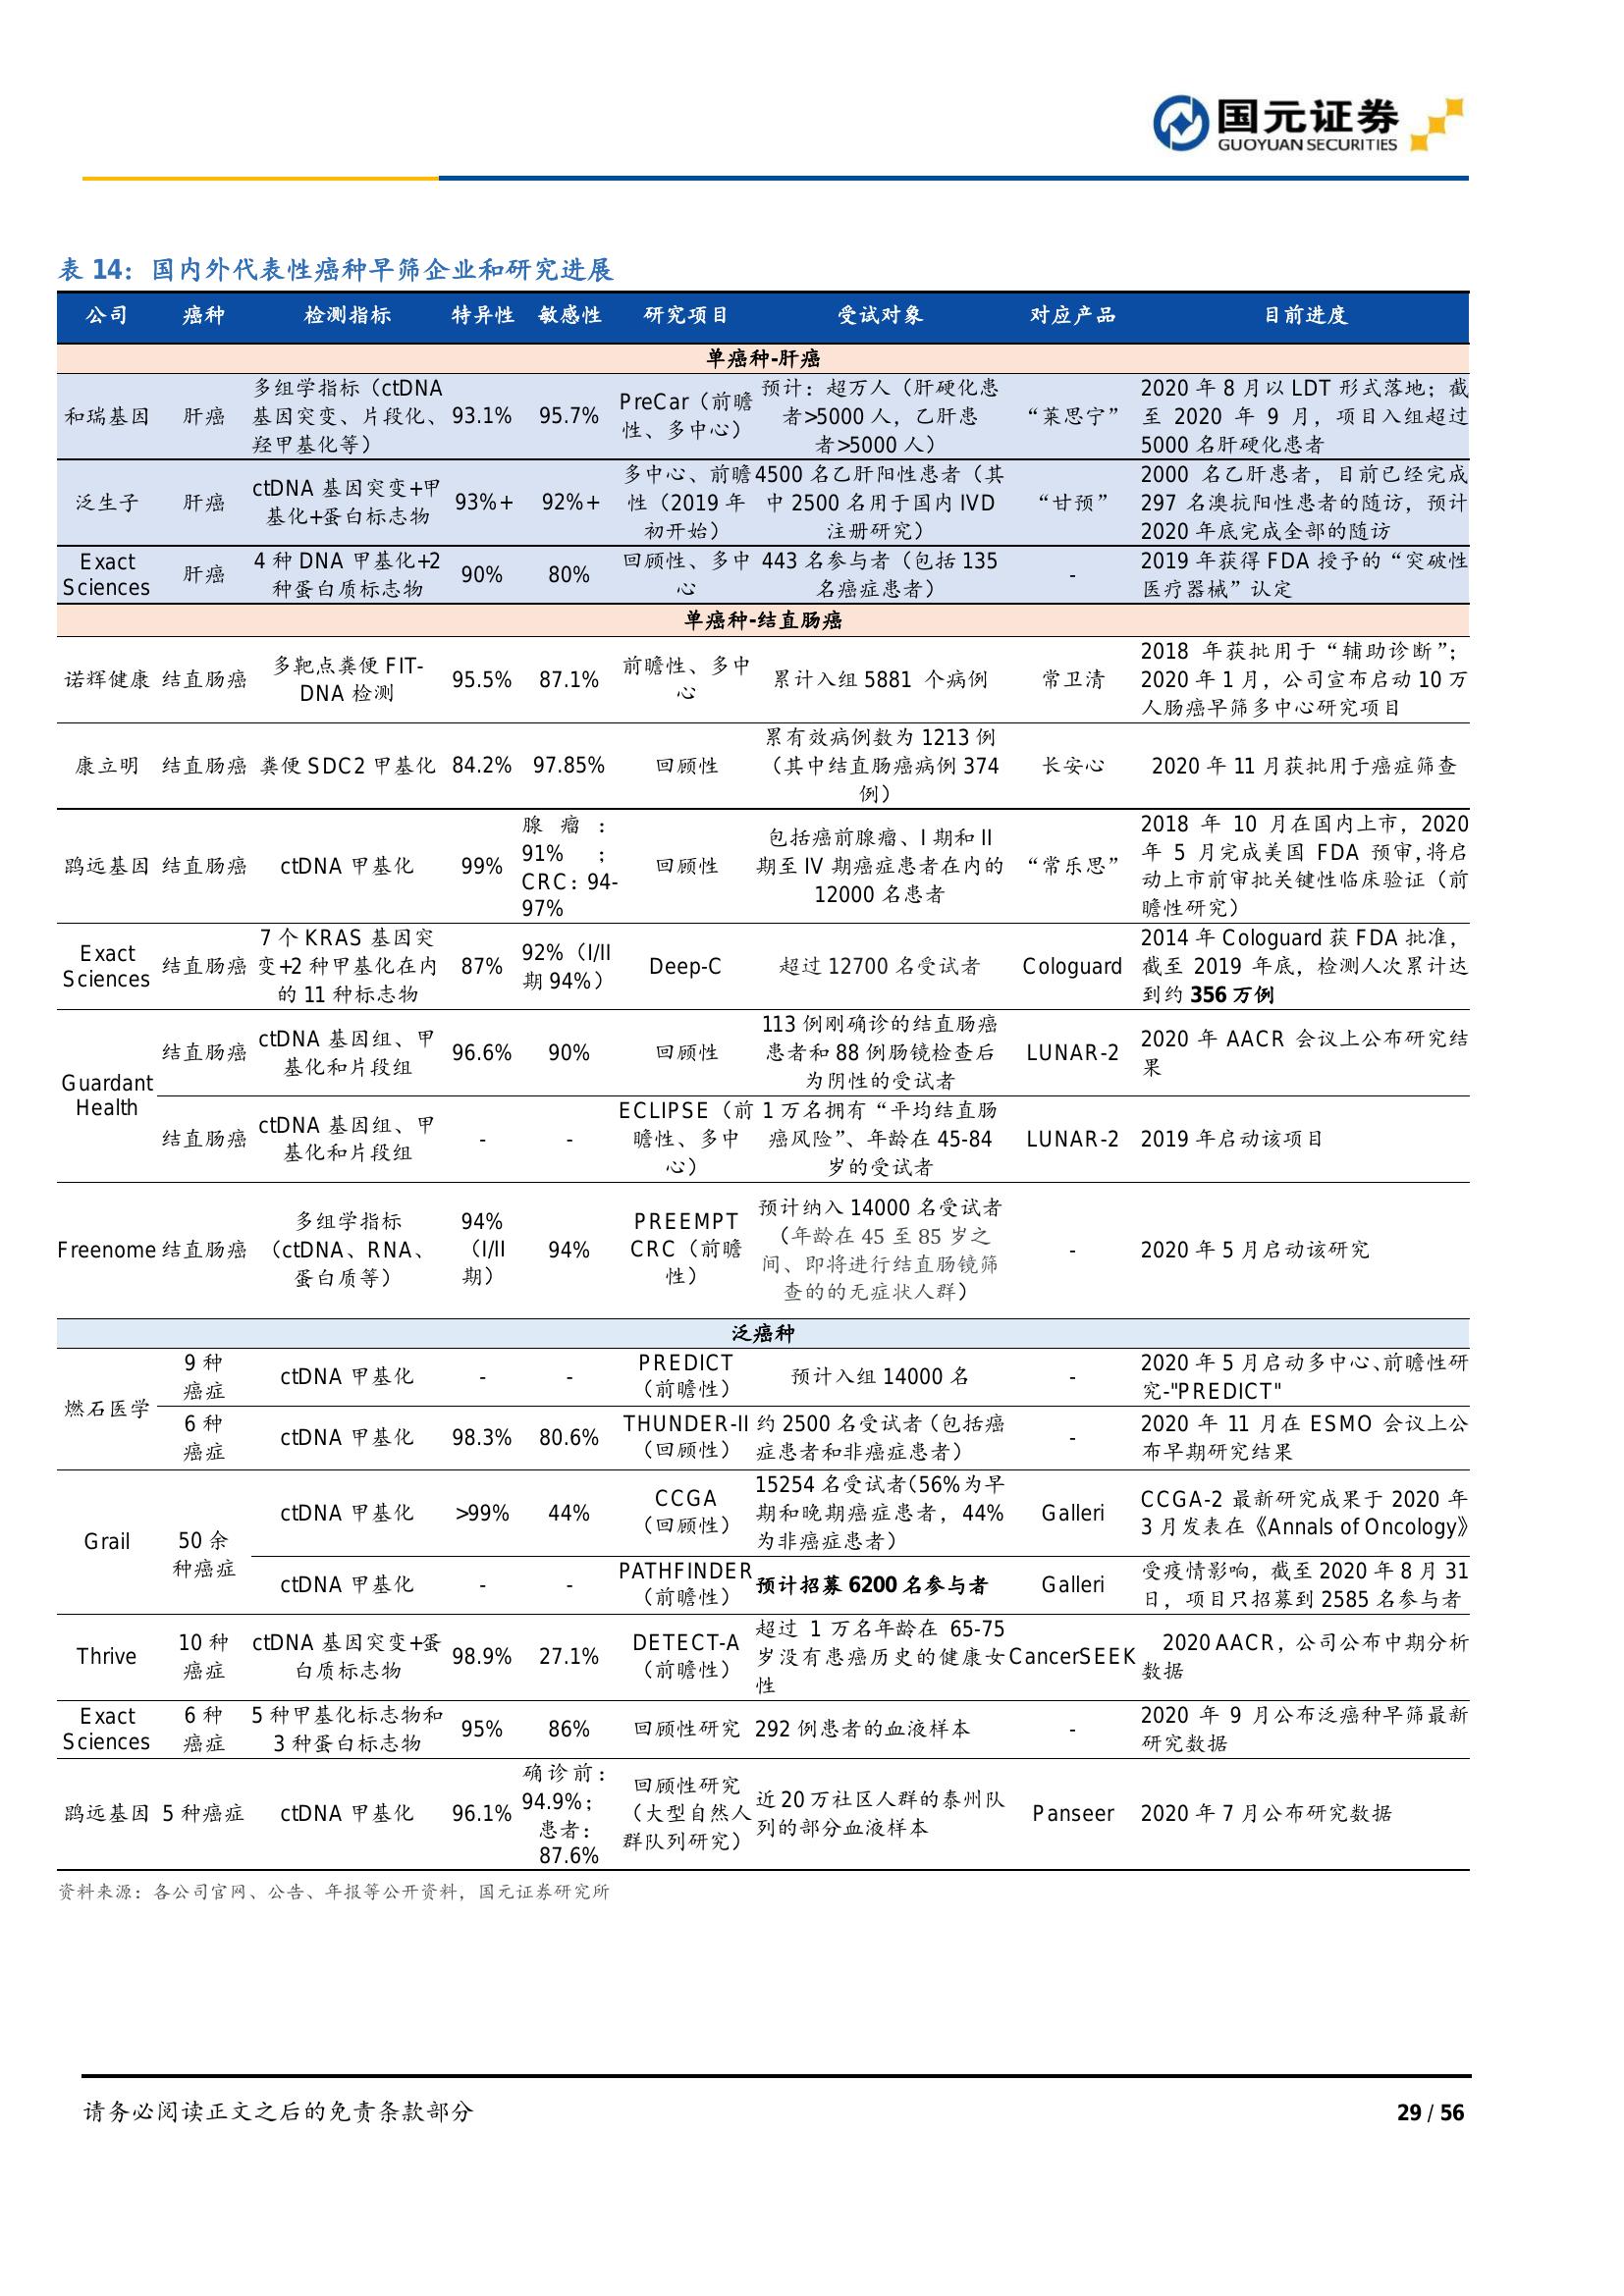 国元证券
GUOYUAN SECURITIES
表 14：国内外代表性癌种早筛企业和研究进展
公司 癌种 检测指标 特异性 敏感性 研究项目 受试对象 对应产品 目前进度
单癌种-肝癌
和瑞基因 肝癌 多组学指标（ctDNA 基因突变、片段化、羟甲基化等） 93.1% 95.7% PreCar（前瞻性、多中心） 预计：超万人（肝硬化患者>5000 人，乙肝患者>5000 人） “莱思宁” 2020 年 8 月以 LDT 形式落地；截至 2020 年 9 月，项目入组超过 5000 名肝硬化患者
泛生子 肝癌 ctDNA 基因突变+甲基化+蛋白标志物 93%+ 92%+ 多中心、前瞻性（2019 年初开始） 4500 名乙肝阳性患者（其中 2500 名用于国内 IVD 注册研究） “甘预” 2000 名乙肝患者，目前已经完成 297 名澳抗阳性患者的随访，预计 2020 年底完成全部的随访
Exact Sciences 肝癌 4 种 DNA 甲基化+2 种蛋白质标志物 90% 80% 回顾性、多中心 443 名参与者（包括 135 名癌症患者） - 2019 年获得 FDA 授予的“突破性医疗器械”认定
单癌种-结直肠癌
诺辉健康 结直肠癌 多靶点粪便 FIT-DNA 检测 95.5% 87.1% 前瞻性、多中心 累计入组 5881 个病例 常卫清 2018 年获批用于“辅助诊断”；2020 年 1 月，公司宣布启动 10 万人肠癌早筛多中心研究项目
康立明 结直肠癌 粪便 SDC2 甲基化 84.2% 97.85% 回顾性 累有效病例数为 1213 例（其中结直肠癌病例 374 例） 长安心 2020 年 11 月获批用于癌症筛查
鹍远基因 结直肠癌 ctDNA 甲基化 99% 腺瘤：91%；CRC：94-97% 回顾性 包括癌前腺瘤、I 期和 II 期至 IV 期癌症患者在内的 12000 名患者 “常乐思” 2018 年 10 月在国内上市，2020 年 5 月完成美国 FDA 预审,将启动上市前审批关键性临床验证（前瞻性研究）
Exact Sciences 结直肠癌 7 个 KRAS 基因突变+2 种甲基化在内的 11 种标志物 87% 92%（I/II 期 94%） Deep-C 超过 12700 名受试者 Cologuard 2014 年 Cologuard 获 FDA 批准，截至 2019 年底，检测人次累计达到约 356 万例
Guardant Health 结直肠癌 ctDNA 基因组、甲基化和片段组 96.6% 90% 回顾性 113 例刚确诊的结直肠癌患者和 88 例肠镜检查后为阴性的受试者 LUNAR-2 2020 年 AACR 会议上公布研究结果
结直肠癌 ctDNA 基因组、甲基化和片段组 - - ECLIPSE（前瞻性、多中心） 1 万名拥有“平均结直肠癌风险”、年龄在 45-84 岁的受试者 LUNAR-2 2019 年启动该项目
Freenome 结直肠癌 多组学指标（ctDNA、RNA、蛋白质等） 94%（I/II 期） 94% PREEMPT CRC（前瞻性） 预计纳入 14000 名受试者（年龄在 45 至 85 岁之间、即将进行结直肠镜筛查的的无症状人群） - 2020 年 5 月启动该研究
泛癌种
燃石医学 9 种癌症 ctDNA 甲基化 - - PREDICT（前瞻性） 预计入组 14000 名 - 2020 年 5 月启动多中心、前瞻性研究-"PREDICT"
6 种癌症 ctDNA 甲基化 98.3% 80.6% THUNDER-II（回顾性） 约 2500 名受试者（包括癌症患者和非癌症患者） - 2020 年 11 月在 ESMO 会议上公布早期研究结果
Grail 50 余种癌症 ctDNA 甲基化 >99% 44% CCGA（回顾性） 15254 名受试者（56%为早期和晚期癌症患者，44%为非癌症患者） Galleri CCGA-2 最新研究成果于 2020 年 3 月发表在《Annals of Oncology》
ctDNA 甲基化 - - PATHFINDER（前瞻性） 预计招募 6200 名参与者 Galleri 受疫情影响，截至 2020 年 8 月 31 日，项目只招募到 2585 名参与者
Thrive 10 种癌症 ctDNA 基因突变+蛋白质标志物 98.9% 27.1% DETECT-A（前瞻性） 超过 1 万名年龄在 65-75 岁没有患癌历史的健康女性 CancerSEEK 2020 AACR，公司公布中期分析数据
Exact Sciences 6 种癌症 5 种甲基化标志物和 3 种蛋白标志物 95% 86% 回顾性研究 292 例患者的血液样本 - 2020 年 9 月公布泛癌种早筛最新研究数据
鹍远基因 5 种癌症 ctDNA 甲基化 96.1% 确诊前：94.9%；患者：87.6% 回顾性研究（大型自然人群队列研究） 近 20 万社区人群的泰州队列的部分血液样本 Panseer 2020 年 7 月公布研究数据
资料来源：各公司官网、公告、年报等公开资料，国元证券研究所
请务必阅读正文之后的免责条款部分
29 / 56